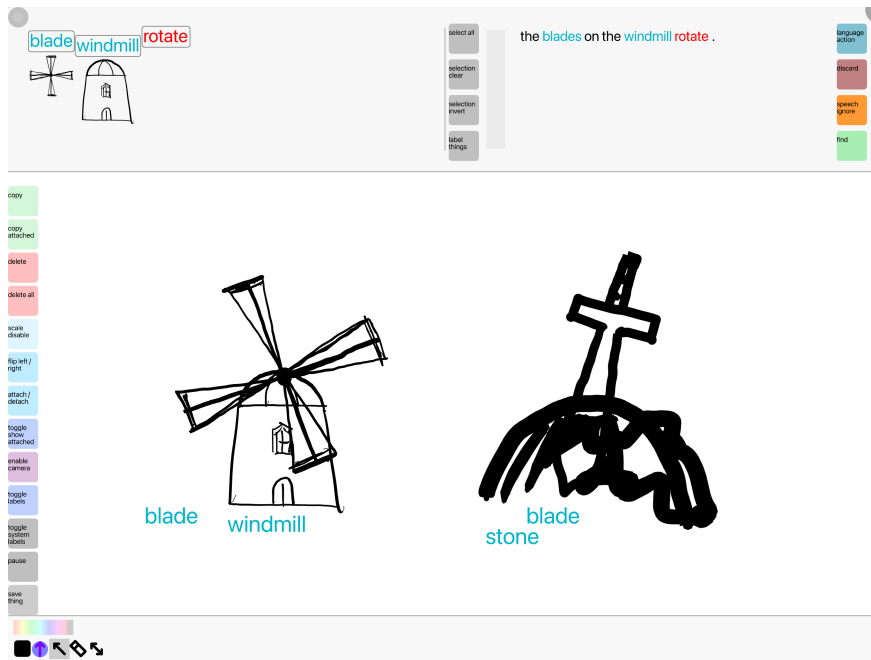 blade windmill rotate
select all
selection clear
selection invert
label things
the blades on the windmill rotate .
language action
discard
speech ignore
find
copy
copy attached
delete
delete all
scale disable
flip left / right
attach / detach
toggle show attached
enable camera
toggle labels
toggle system labels
pause
save thing
blade
windmill
blade
stone